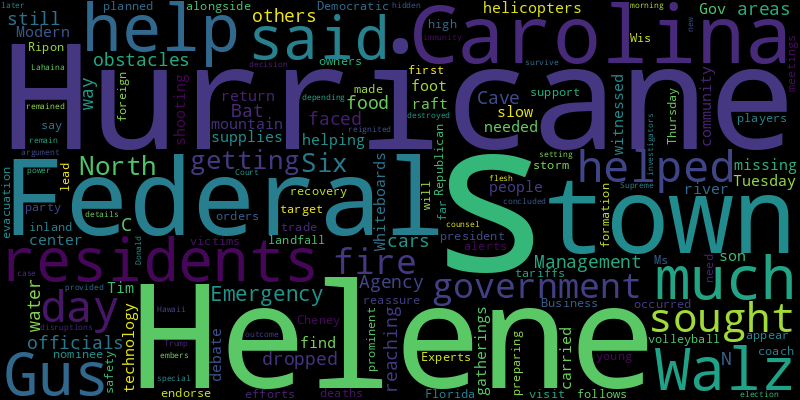 later planned alongside Democratic hidden helicopters morning Gov areas
still help others Carolina
Modern said new
Ripon obstacles high owners Wis
Lahaina Hurricane first immunity meetings
way foreign shooting return made foot decision survive
remained Bat food raft Cave slow support witnessed Thursday community players
say mountain faced depending needed
remain supplies helping destroyed reignited investigators
argument North getting Six Whiteboards Republican S setting helped missing
power lead Federal Court recovery will far people flesh storm formation town river Tuesday
evacuation party details C orders target trade concluded Supreme
inland landfall counsel president
center Donald victims cars alerts Management Ms son
residents fire tariffs need much
case provided Agency government Business occurred
water day Tim Hawaii Emergency reassure sought
disruptions technology Helene Cheney prominent reaching gatherings preparing carried volleyball appear
officials Trump debate outcome find Experts young Walz N coach
nominee embers dropped
Gus safety special endorse efforts deaths Florida visit follows election